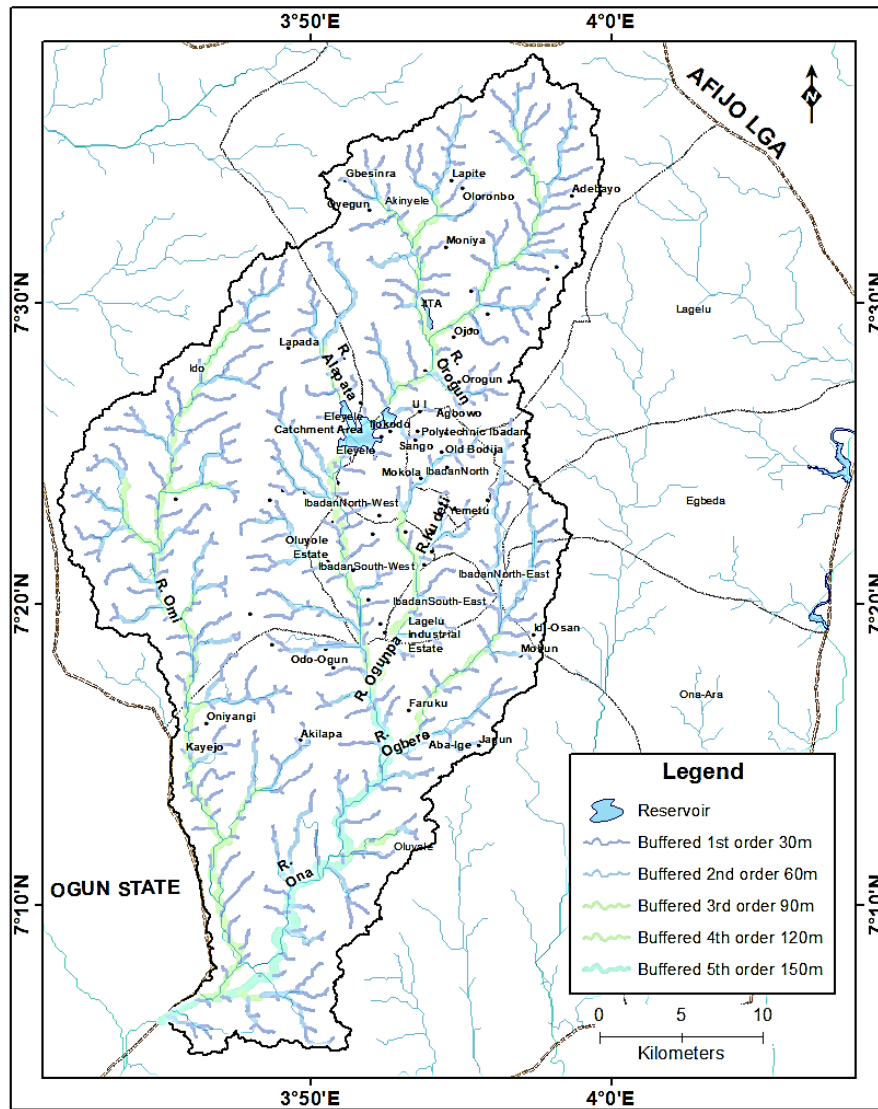 3°50'E
4°0'E
AFIJO LGA
N
Gbesinra
Lapite
Akinyele
Oloronbo
Adebayo
Oyegun
Moniya
7°30'N
7°30'N
IITA
Lagelu
Ojoo
Lapada
R. Alapata
R. Orogun
Ido
Orogun
U I
Agbowo
Eleyele
Catchment Area
Ijokodo
Polytechnic Ibadan
Sango
Eleyele
Old Bodija
Mokola
IbadanNorth
IbadanNorth-West
Egbeda
Yemetu
R.Kudeti
Oluyole
Estate
IbadanSouth-West
IbadanNorth-East
R. Omi
7°20'N
7°20'N
IbadanSouth-East
Lagelu
Industrial
Estate
Idi-Osan
Odo-Ogun
R. Ogunpa
Ona-Ara
Faruku
Oniyangi
Akilapa
R. Ogbere
Aba-Ige
Jagun
Kayejo
Oluyole
R. Ona
OGUN STATE
7°10'N
7°10'N
Legend
Reservoir
Buffered 1st order 30m
Buffered 2nd order 60m
Buffered 3rd order 90m
Buffered 4th order 120m
Buffered 5th order 150m
0 5 10
Kilometers
3°50'E
4°0'E